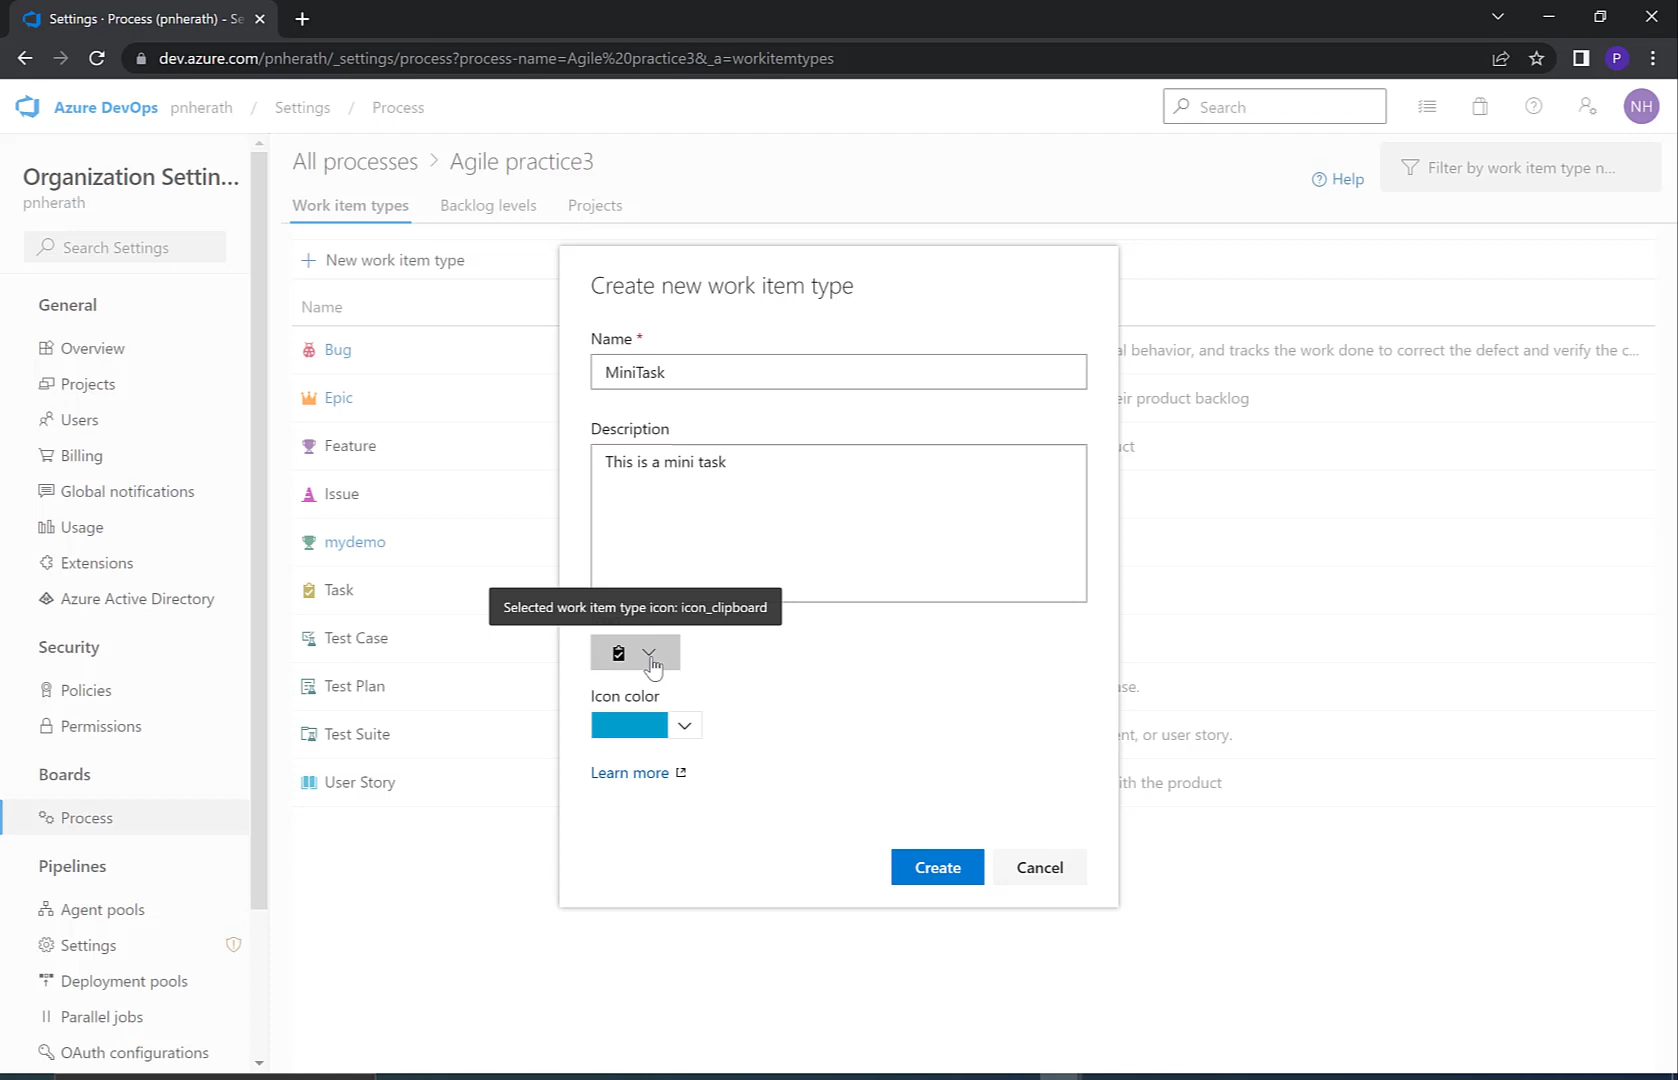 Settings · Process (pnherath) - Se
dev.azure.com/pnherath/_settings/process?process-name=Agile%20practice3&_a=workitemtypes
P
Azure DevOps pnherath / Settings / Process
Search
NH
Organization Settin...
pnherath
Search Settings
General
Overview
Projects
Users
Billing
Global notifications
Usage
Extensions
Azure Active Directory
Security
Policies
Permissions
Boards
Process
Pipelines
Agent pools
Settings
Deployment pools
Parallel jobs
OAuth configurations
All processes > Agile practice3
Help
Filter by work item type n...
Work item types Backlog levels Projects
New work item type
Name
Bug
l behavior, and tracks the work done to correct the defect and verify the c...
Epic
eir product backlog
Feature
ct
Issue
mydemo
Task
Test Case
Test Plan
se.
Test Suite
nt, or user story.
User Story
th the product
Create new work item type
Name *
MiniTask
Description
This is a mini task
Selected work item type icon: icon_clipboard
Icon color
Learn more
Create
Cancel